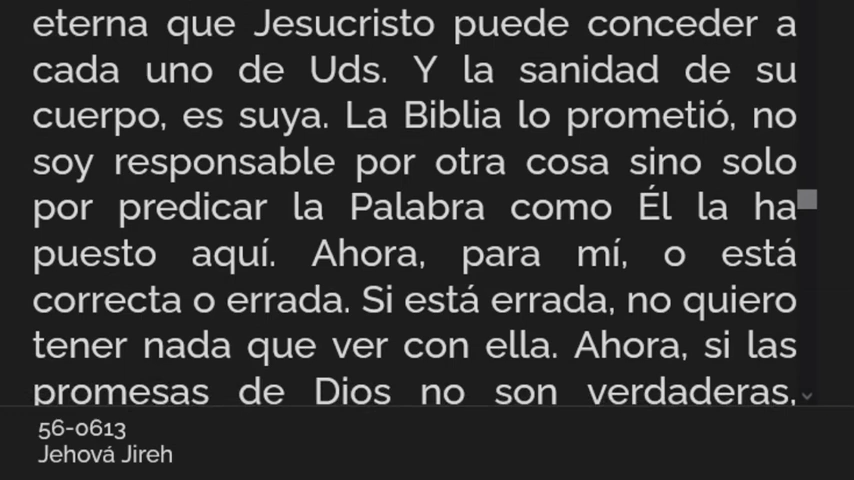 eterna que Jesucristo puede conceder a
cada uno de Uds. Y la sanidad de su
cuerpo, es suya. La Biblia lo prometió, no
soy responsable por otra cosa sino solo
por predicar la Palabra como Él la ha
puesto aquí. Ahora, para mí, o está
correcta o errada. Si está errada, no quiero
tener nada que ver con ella. Ahora, si las
promesas de Dios no son verdaderas,
56-0613
Jehová Jireh